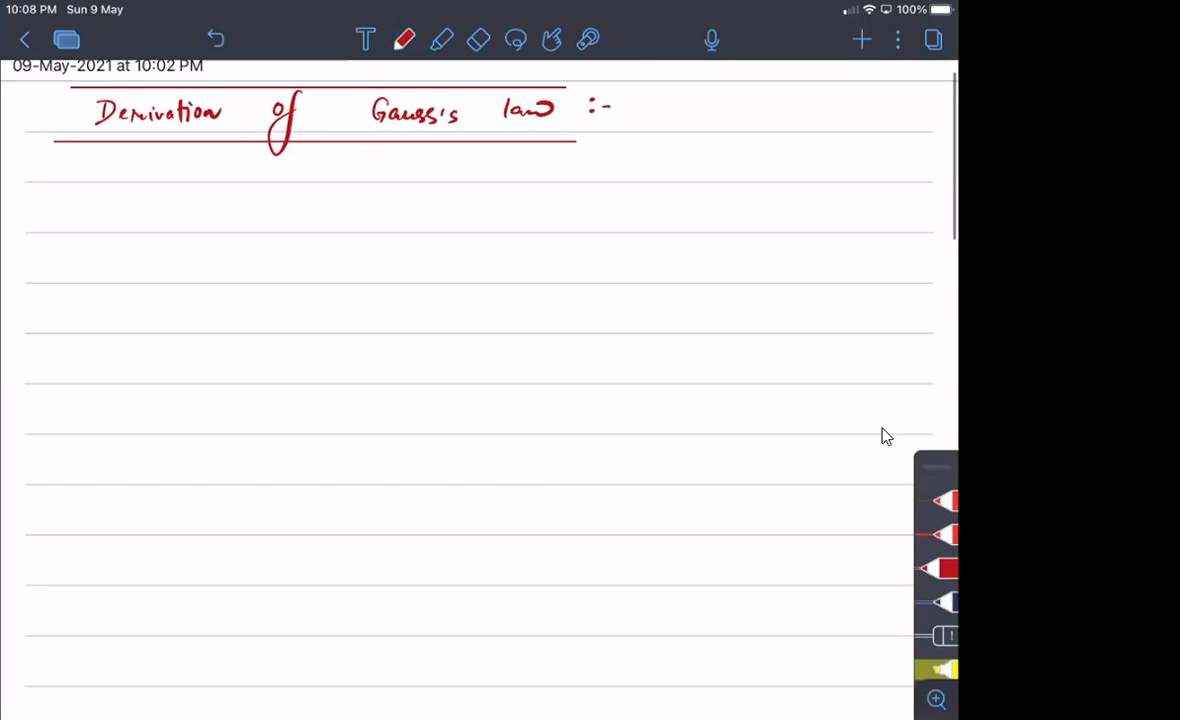 10:08 PM Sun 9 May 100%
T
09-May-2021 at 10:02 PM
Derivation of Gauss's law :-